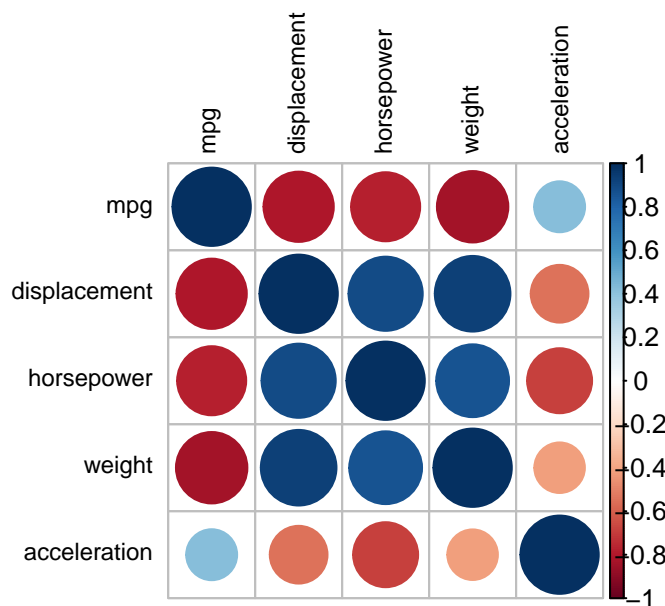 mpg
displacement
horsepower
weight
acceleration
mpg
displacement
horsepower
weight
acceleration
1
0.8
0.6
0.4
0.2
0
−0.2
−0.4
−0.6
−0.8
−1